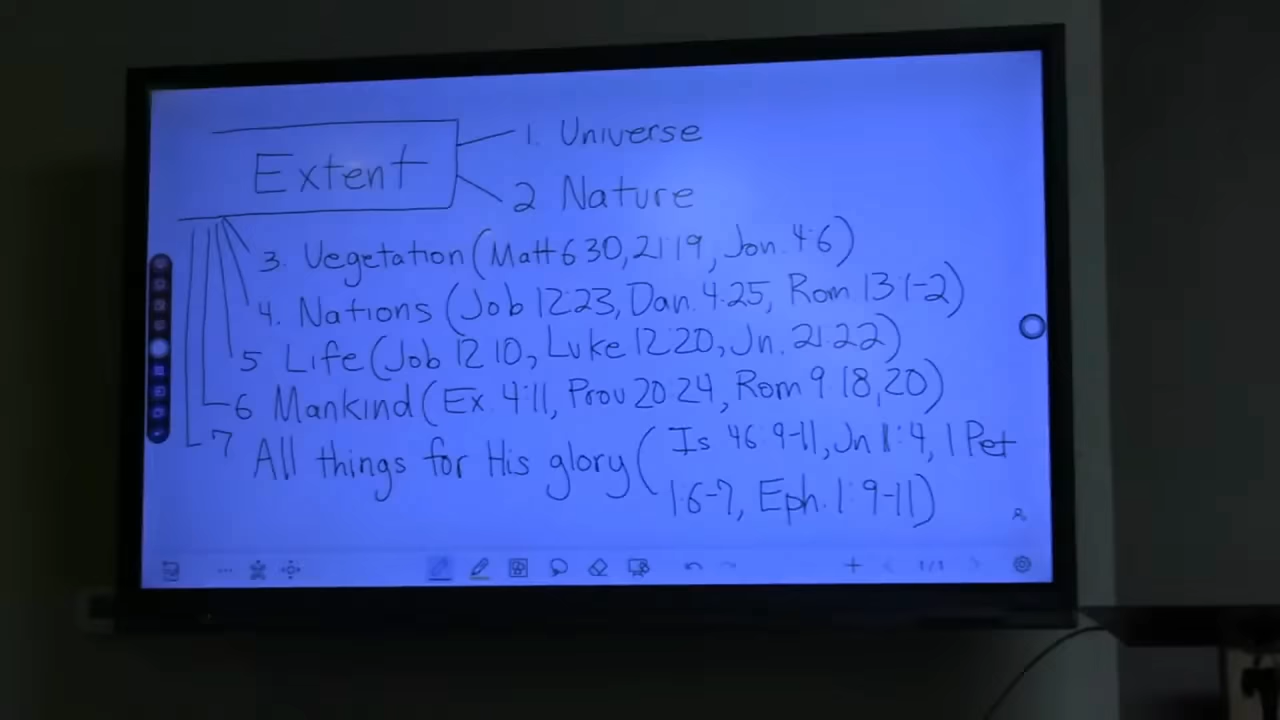 Extent
1. Universe
2 Nature
3. Vegetation (Matt 6 30, 21:19, Jon. 4:6)
4. Nations (Job 12:23, Dan. 4:25, Rom 13:1-2)
5 Life (Job 12 10, Luke 12:20, Jn. 21:22)
6 Mankind (Ex. 4:11, Prov 20 24, Rom 9 18,20)
7 All things for His glory (Is 46 9-11, Jn 11:4, 1 Pet
1:6-7, Eph. 1:9-11)
1/1